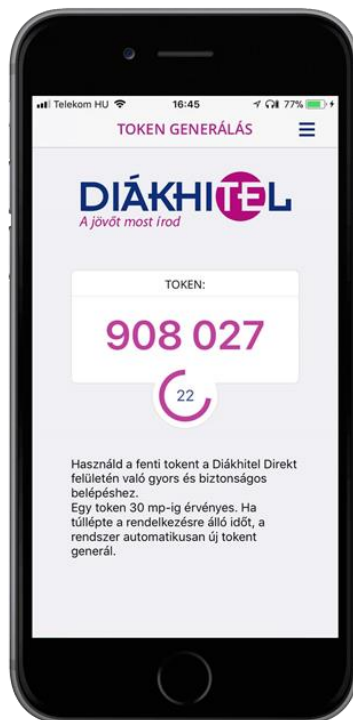 Telekom HU 16:45 77%
TOKEN GENERÁLÁS
DIÁKHITEL
A jövőt most írod
TOKEN:
908 027
22
Használd a fenti tokent a Diákhitel Direkt
felületén való gyors és biztonságos
belépéshez.
Egy token 30 mp-ig érvényes. Ha
túllépte a rendelkezésre álló időt, a
rendszer automatikusan új tokent
generál.